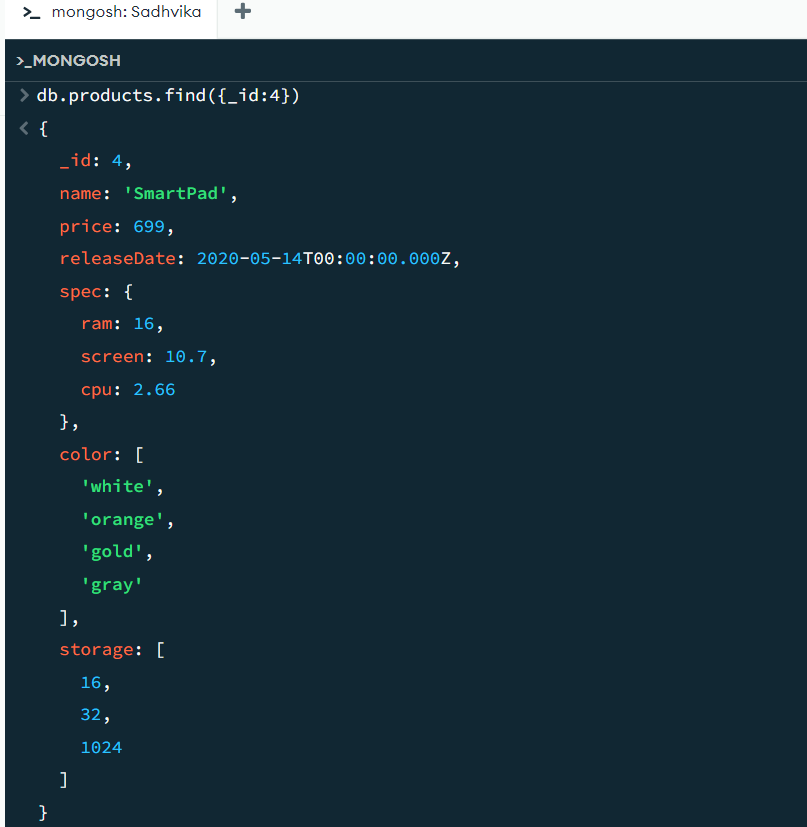 >_ mongosh: Sadhvika +
>_MONGOSH
> db.products.find({_id:4})
< {
_id: 4,
name: 'SmartPad',
price: 699,
releaseDate: 2020-05-14T00:00:00.000Z,
spec: {
ram: 16,
screen: 10.7,
cpu: 2.66
},
color: [
'white',
'orange',
'gold',
'gray'
],
storage: [
16,
32,
1024
]
}